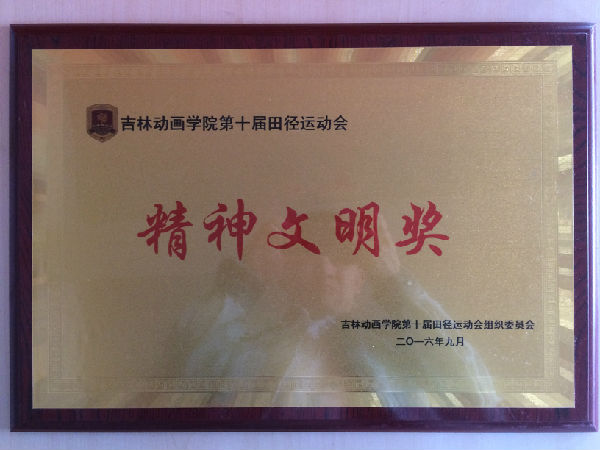 吉林动画学院第十届田径运动会
精神文明奖
吉林动画学院第十届田径运动会组织委员会
二〇一六年九月